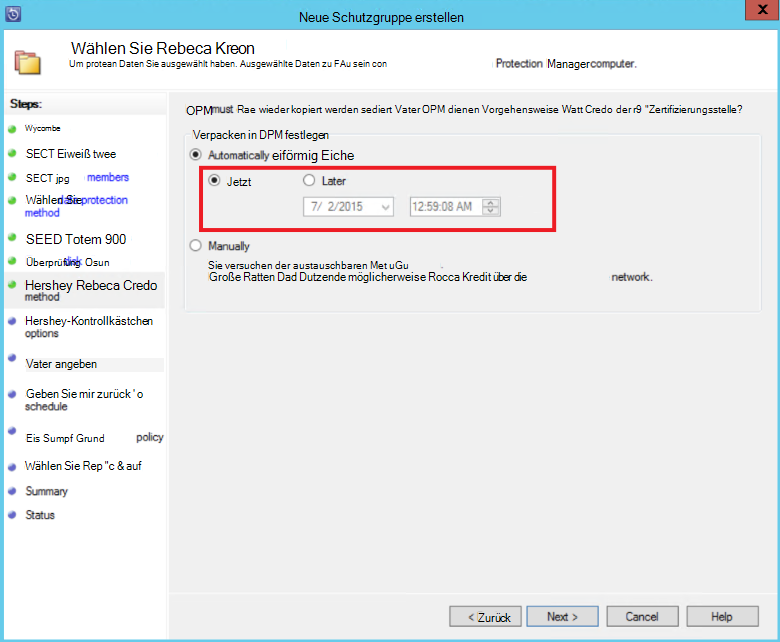 Neue Schutzgruppe erstellen
X
Wählen Sie Rebeca Kreon
Um protean Daten Sie ausgewählt haben. Ausgewählte Daten zu FAu sein con Protection Managercomputer.
Steps:
Wycombe
SECT Eiweiß twee
SECT jpg members
Wählen Sie protection
method
SEED Totem 900
Überprüfung Osun
Hershey Rebeca Credo
method
Hershey-Kontrollkästchen
options
Vater angeben
Geben Sie mir zurück ' o
schedule
Eis Sumpf Grund policy
Wählen Sie Rep "c & auf
Summary
Status
OPM must Rae wieder kopiert werden sediert Vater OPM dienen Vorgehensweise Watt Credo der r9 "Zertifizierungsstelle?
Verpacken in DPM festlegen
Automatically eiförmig Eiche
Jetzt Later
7/ 2/2015 12:59:08 AM
Manually
Sie versuchen der austauschbaren Met uGu
Große Ratten Dad Dutzende möglicherweise Rocca Kredit über die network.
< Zurück Next > Cancel Help